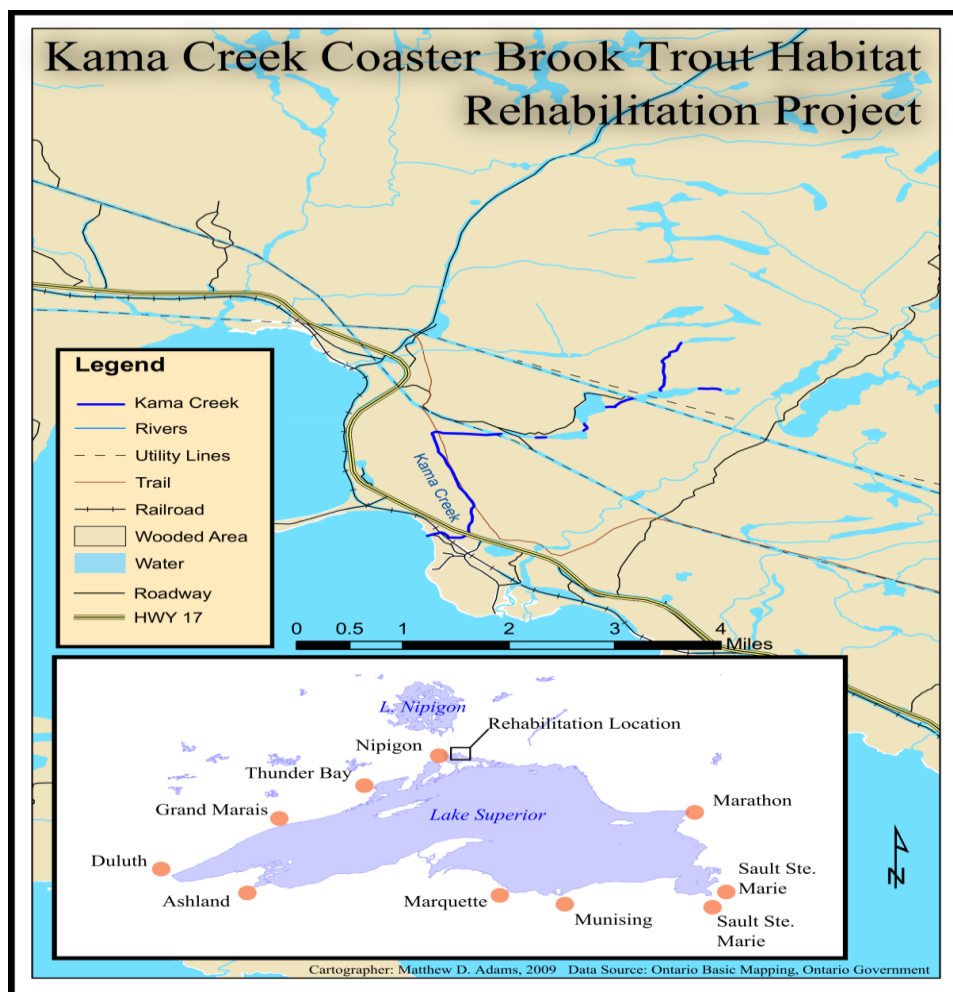 Kama Creek Coaster Brook Trout Habitat
Rehabilitation Project
Legend
Kama Creek
Rivers
Utility Lines
Trail
Railroad
Wooded Area
Water
Roadway
HWY 17
Kama Creek
0 0.5 1 2 3 4
Miles
L. Nipigon
Rehabilitation Location
Nipigon
Thunder Bay
Grand Marais
Lake Superior
Marathon
Duluth
Ashland
Marquette
Munising
Sault Ste.
Marie
Sault Ste.
Marie
N
Cartographer: Matthew D. Adams, 2009 Data Source: Ontario Basic Mapping, Ontario Government